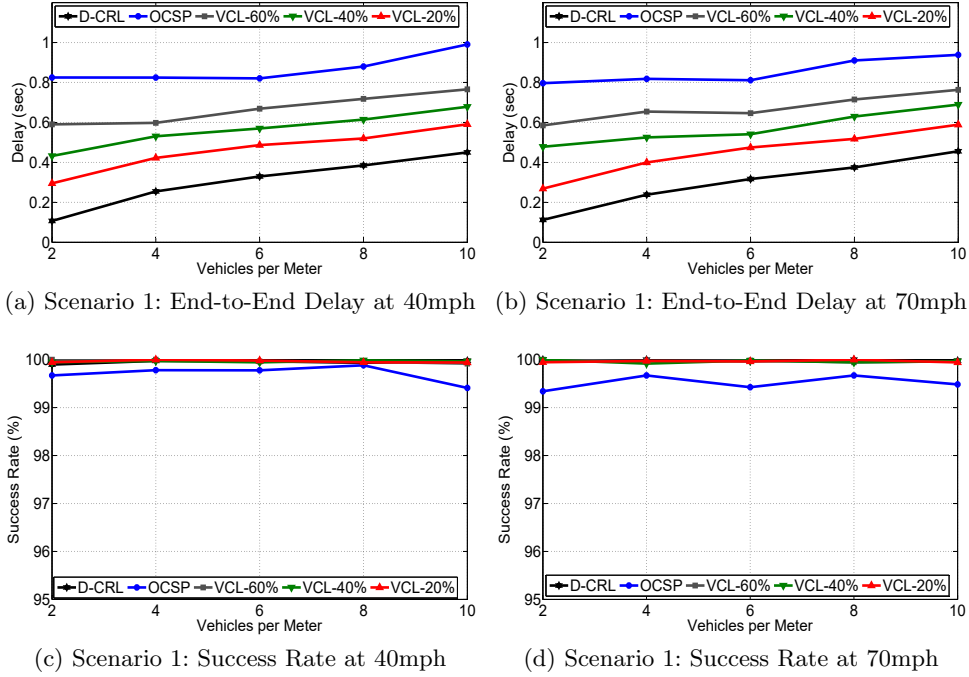 D-CRL OCSP VCL-60% VCL-40% VCL-20%
1
0.8
0.6
0.4
0.2
0
Delay (sec)
2 4 6 8 10
Vehicles per Meter
(a) Scenario 1: End-to-End Delay at 40mph
D-CRL OCSP VCL-60% VCL-40% VCL-20%
1
0.8
0.6
0.4
0.2
0
Delay (sec)
2 4 6 8 10
Vehicles per Meter
(b) Scenario 1: End-to-End Delay at 70mph
100
99
98
97
96
95
Success Rate (%)
D-CRL OCSP VCL-60% VCL-40% VCL-20%
2 4 6 8 10
Vehicles per Meter
(c) Scenario 1: Success Rate at 40mph
100
99
98
97
96
95
Success Rate (%)
D-CRL OCSP VCL-60% VCL-40% VCL-20%
2 4 6 8 10
Vehicles per Meter
(d) Scenario 1: Success Rate at 70mph